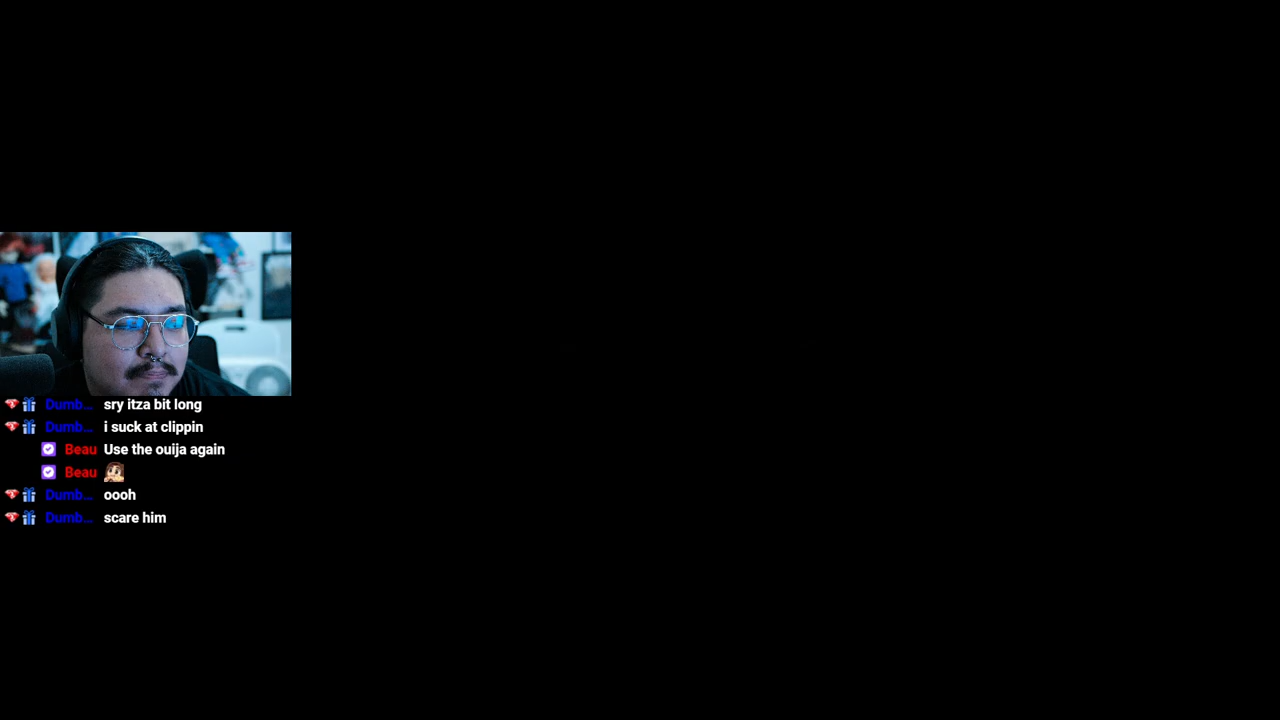 Dumb... sry itza bit long
Dumb... i suck at clippin
Beau Use the ouija again
Beau
Dumb... oooh
Dumb... scare him